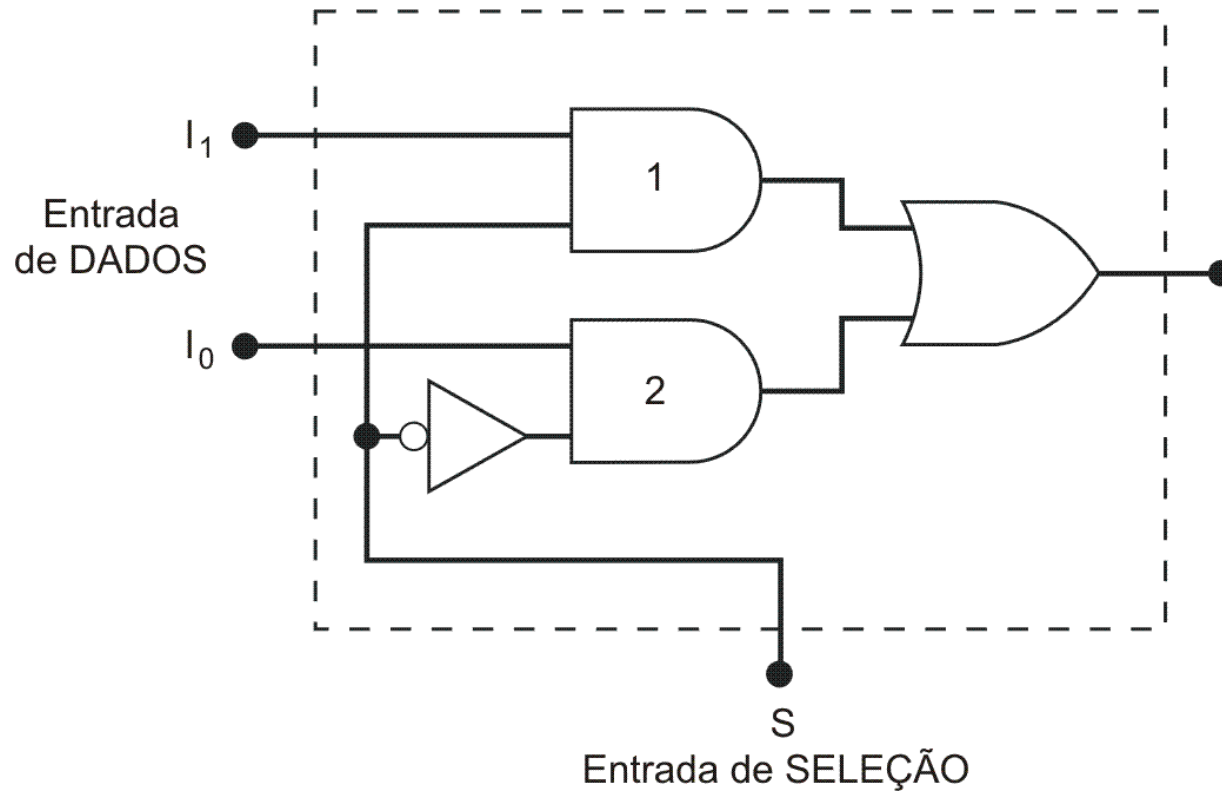 I₁
1
Entrada
de DADOS
I₀
2
S
Entrada de SELEÇÃO